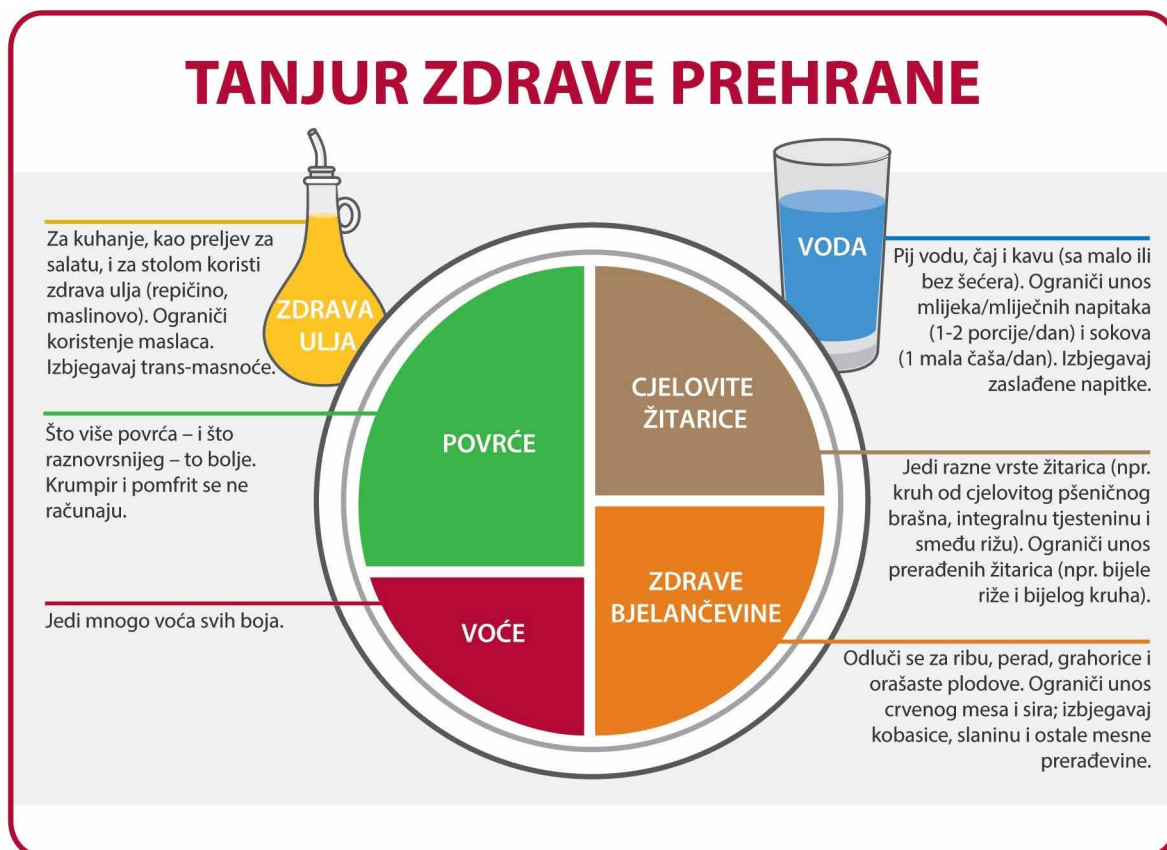 TANJUR ZDRAVE PREHRANE
Za kuhanje, kao preljev za
salatu, i za stolom koristi
zdrava ulja (repičino,
maslinovo). Ograniči
koristenje maslaca.
Izbjegavaj trans-masnoće.
ZDRAVA
ULJA
VODA
Pij vodu, čaj i kavu (sa malo ili
bez šećera). Ograniči unos
mlijeka/mliječnih napitaka
(1-2 porcije/dan) i sokova
(1 mala čaša/dan). Izbjegavaj
zaslađene napitke.
Što više povrća – i što
raznovrsnijeg – to bolje.
Krumpir i pomfrit se ne
računaju.
POVRĆE
CJELOVITE
ŽITARICE
Jedi razne vrste žitarica (npr.
kruh od cjelovitog pšeničnog
brašna, integralnu tjesteninu i
smeđu rižu). Ograniči unos
prerađenih žitarica (npr. bijele
riže i bijelog kruha).
Jedi mnogo voća svih boja.
VOĆE
ZDRAVE
BJELANČEVINE
Odluči se za ribu, perad, grahorice i
orašaste plodove. Ograniči unos
crvenog mesa i sira; izbjegavaj
kobasice, slaninu i ostale mesne
prerađevine.